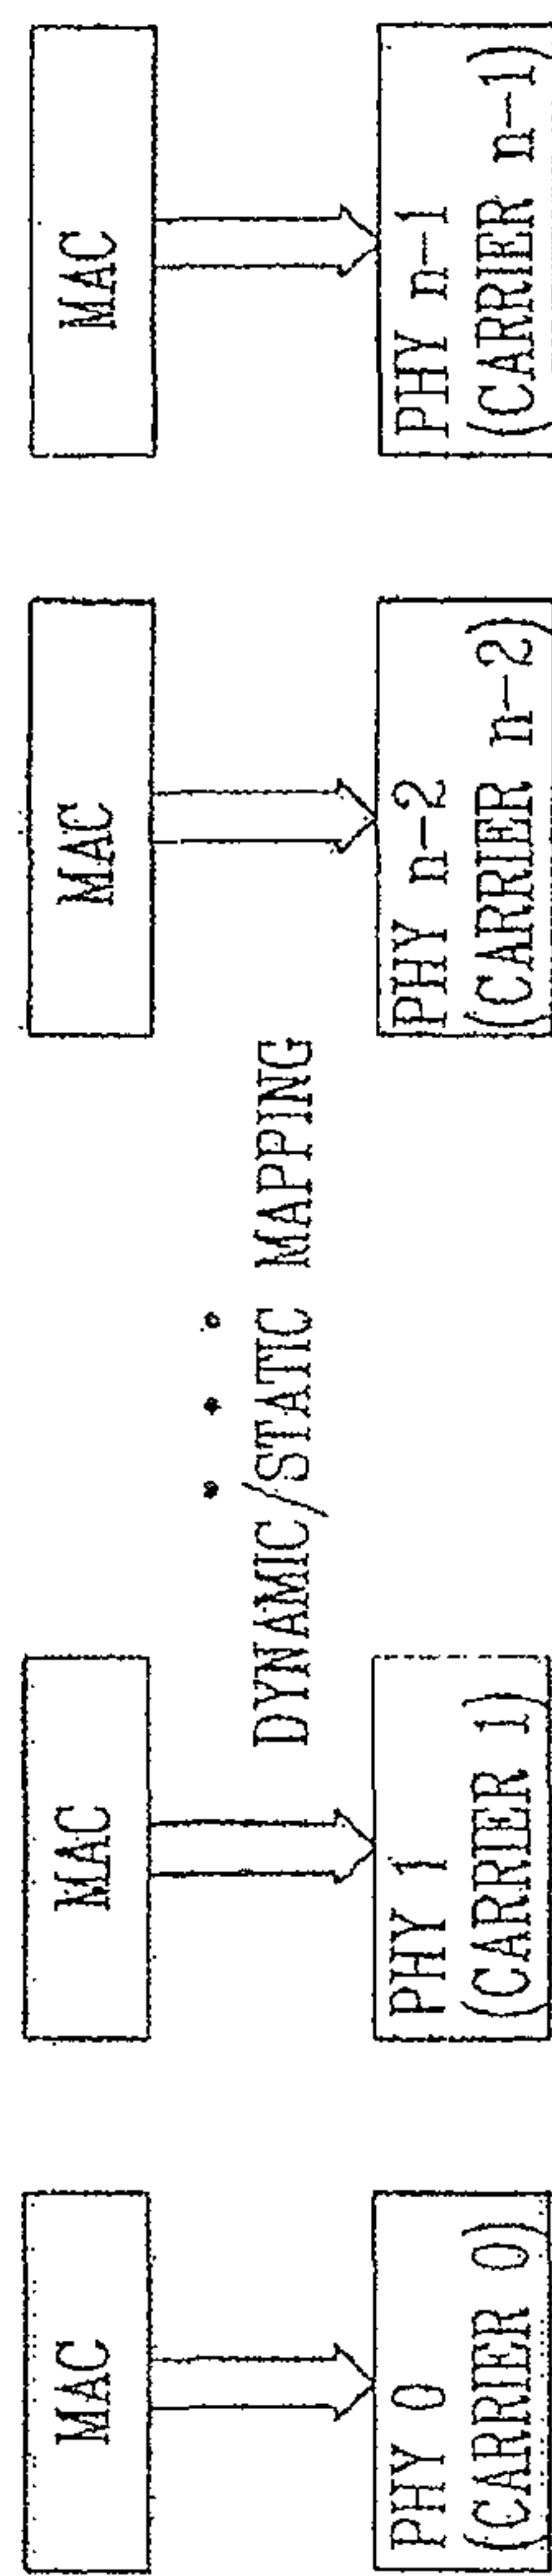 MAC
MAC
MAC
MAC
DYNAMIC/STATIC MAPPING
PHY 0
(CARRIER 0)
PHY 1
(CARRIER 1)
PHY n-2
(CARRIER n-2)
PHY n-1
(CARRIER n-1)